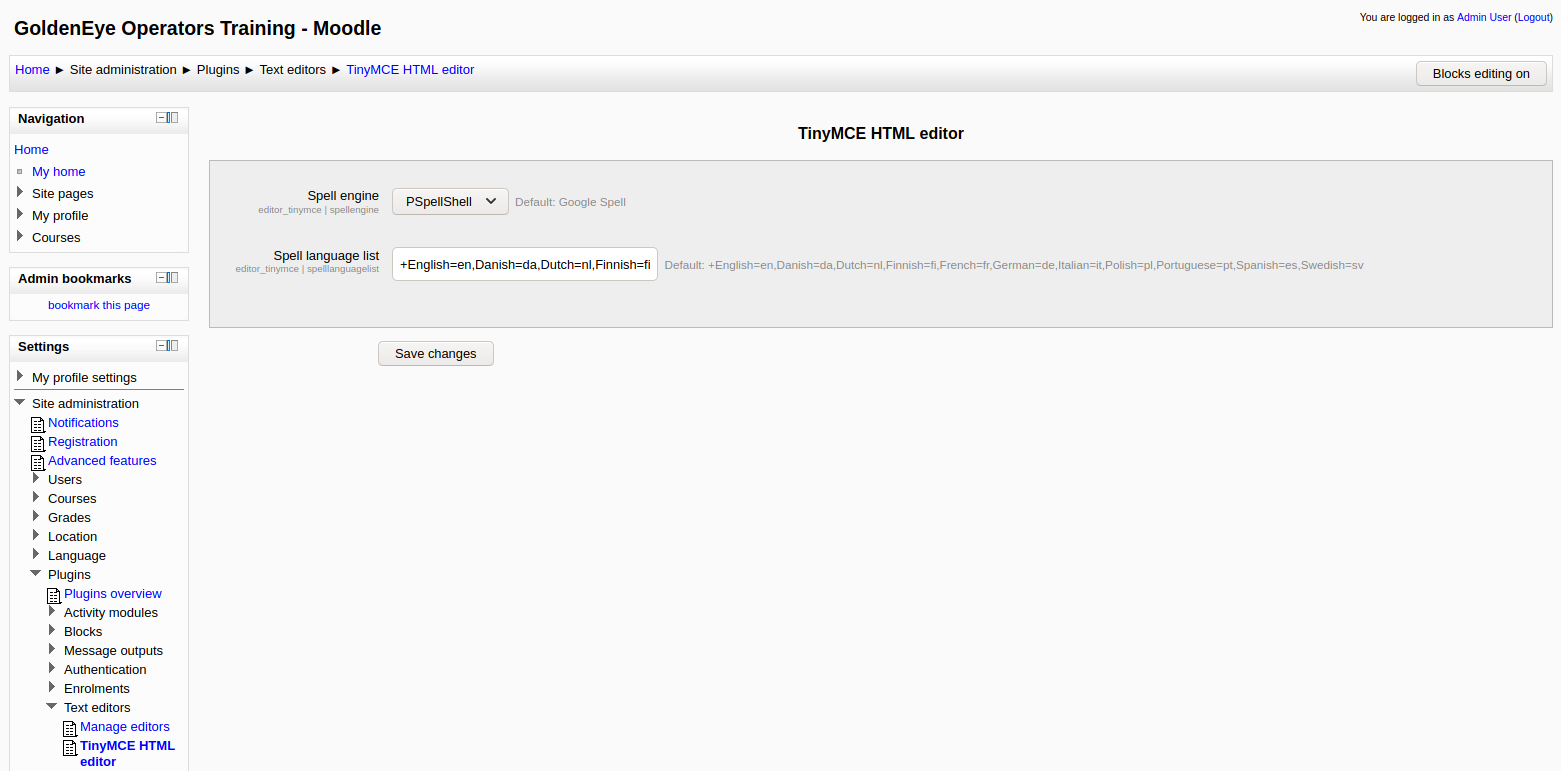 GoldenEye Operators Training - Moodle
You are logged in as Admin User (Logout)
Home ► Site administration ► Plugins ► Text editors ► TinyMCE HTML editor
Blocks editing on
Navigation
Home
My home
Site pages
My profile
Courses
Admin bookmarks
bookmark this page
Settings
My profile settings
Site administration
Notifications
Registration
Advanced features
Users
Courses
Grades
Location
Language
Plugins
Plugins overview
Activity modules
Blocks
Message outputs
Authentication
Enrolments
Text editors
Manage editors
TinyMCE HTML
editor
TinyMCE HTML editor
Spell engine
editor_tinymce | spellengine
PSpellShell
Default: Google Spell
Spell language list
editor_tinymce | spelllanguagelist
+English=en,Danish=da,Dutch=nl,Finnish=fi
Default: +English=en,Danish=da,Dutch=nl,Finnish=fi,French=fr,German=de,Italian=it,Polish=pl,Portuguese=pt,Spanish=es,Swedish=sv
Save changes